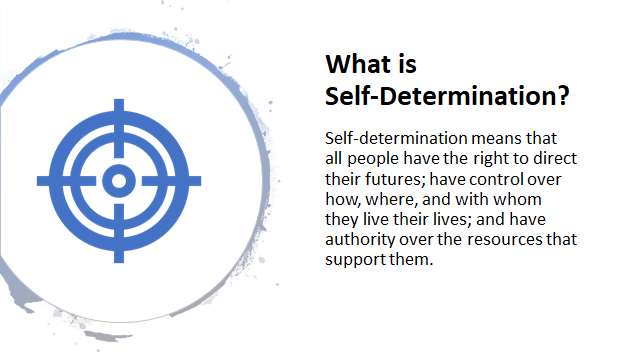 What is
Self-Determination?
Self-determination means that
all people have the right to direct
their futures; have control over
how, where, and with whom
they live their lives; and have
authority over the resources that
support them.